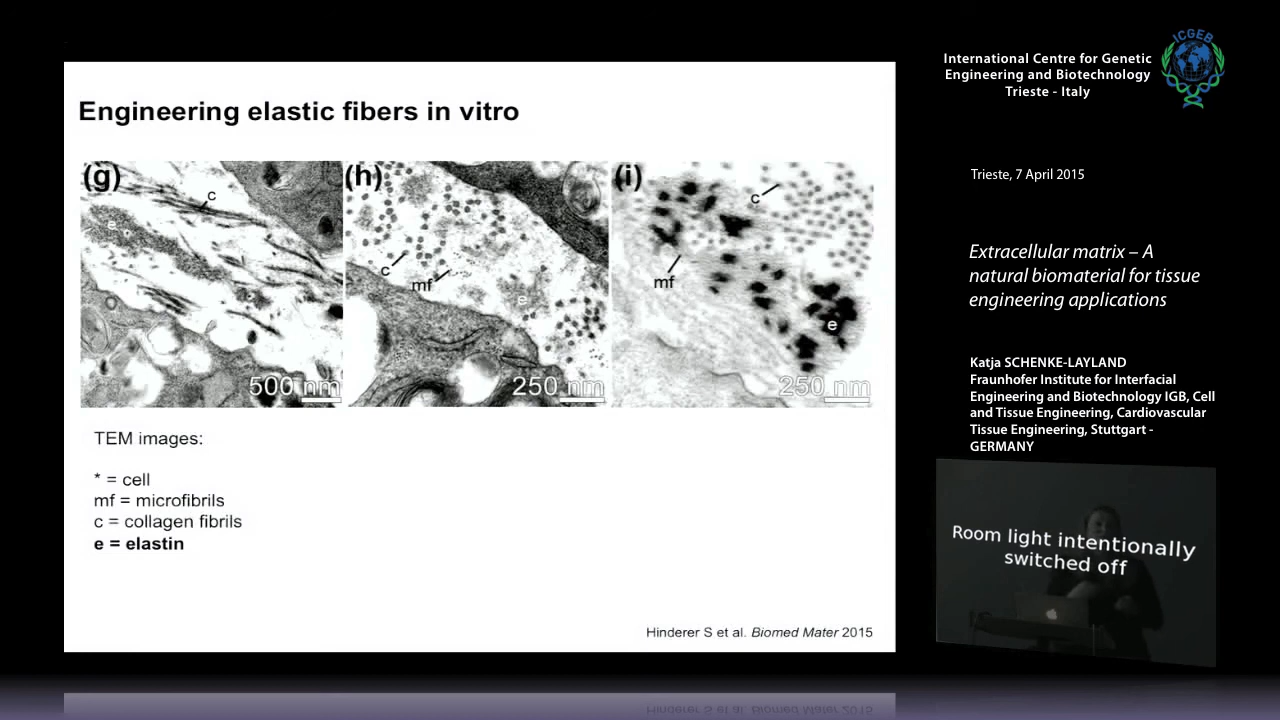 Engineering elastic fibers in vitro
(g)
c
e
500 nm
(h)
c
mf
e
250 nm
(i)
c
mf
e
250 nm
TEM images:
* = cell
mf = microfibrils
c = collagen fibrils
e = elastin
Hinderer S et al. Biomed Mater 2015
International Centre for Genetic
Engineering and Biotechnology
Trieste - Italy
ICGEB
Trieste, 7 April 2015
Extracellular matrix – A
natural biomaterial for tissue
engineering applications
Katja SCHENKE-LAYLAND
Fraunhofer Institute for Interfacial
Engineering and Biotechnology IGB, Cell
and Tissue Engineering, Cardiovascular
Tissue Engineering, Stuttgart -
GERMANY
Room light intentionally
switched off